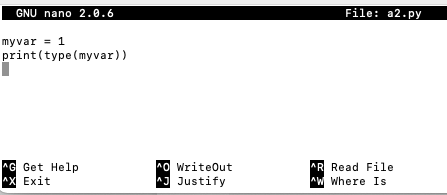 GNU nano 2.0.6 File: a2.py
myvar = 1
print(type(myvar))
^G Get Help ^O WriteOut ^R Read File
^X Exit ^J Justify ^W Where Is